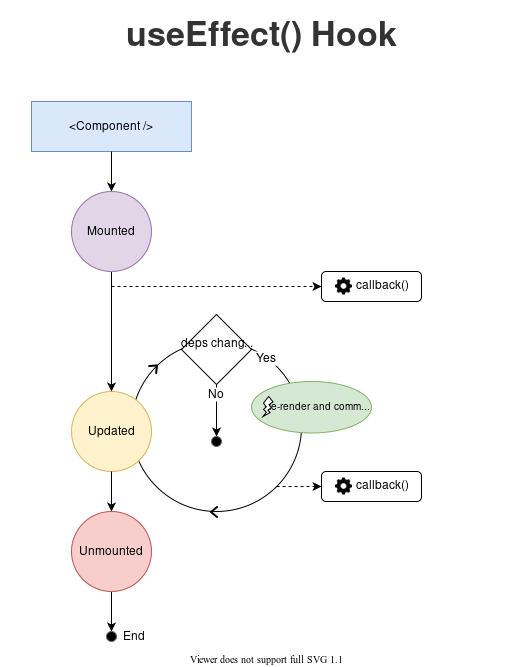 useEffect() Hook
<Component />
Mounted
callback()
deps chang...
Yes
No
e-render and comm...
Updated
callback()
Unmounted
End
Viewer does not support full SVG 1.1